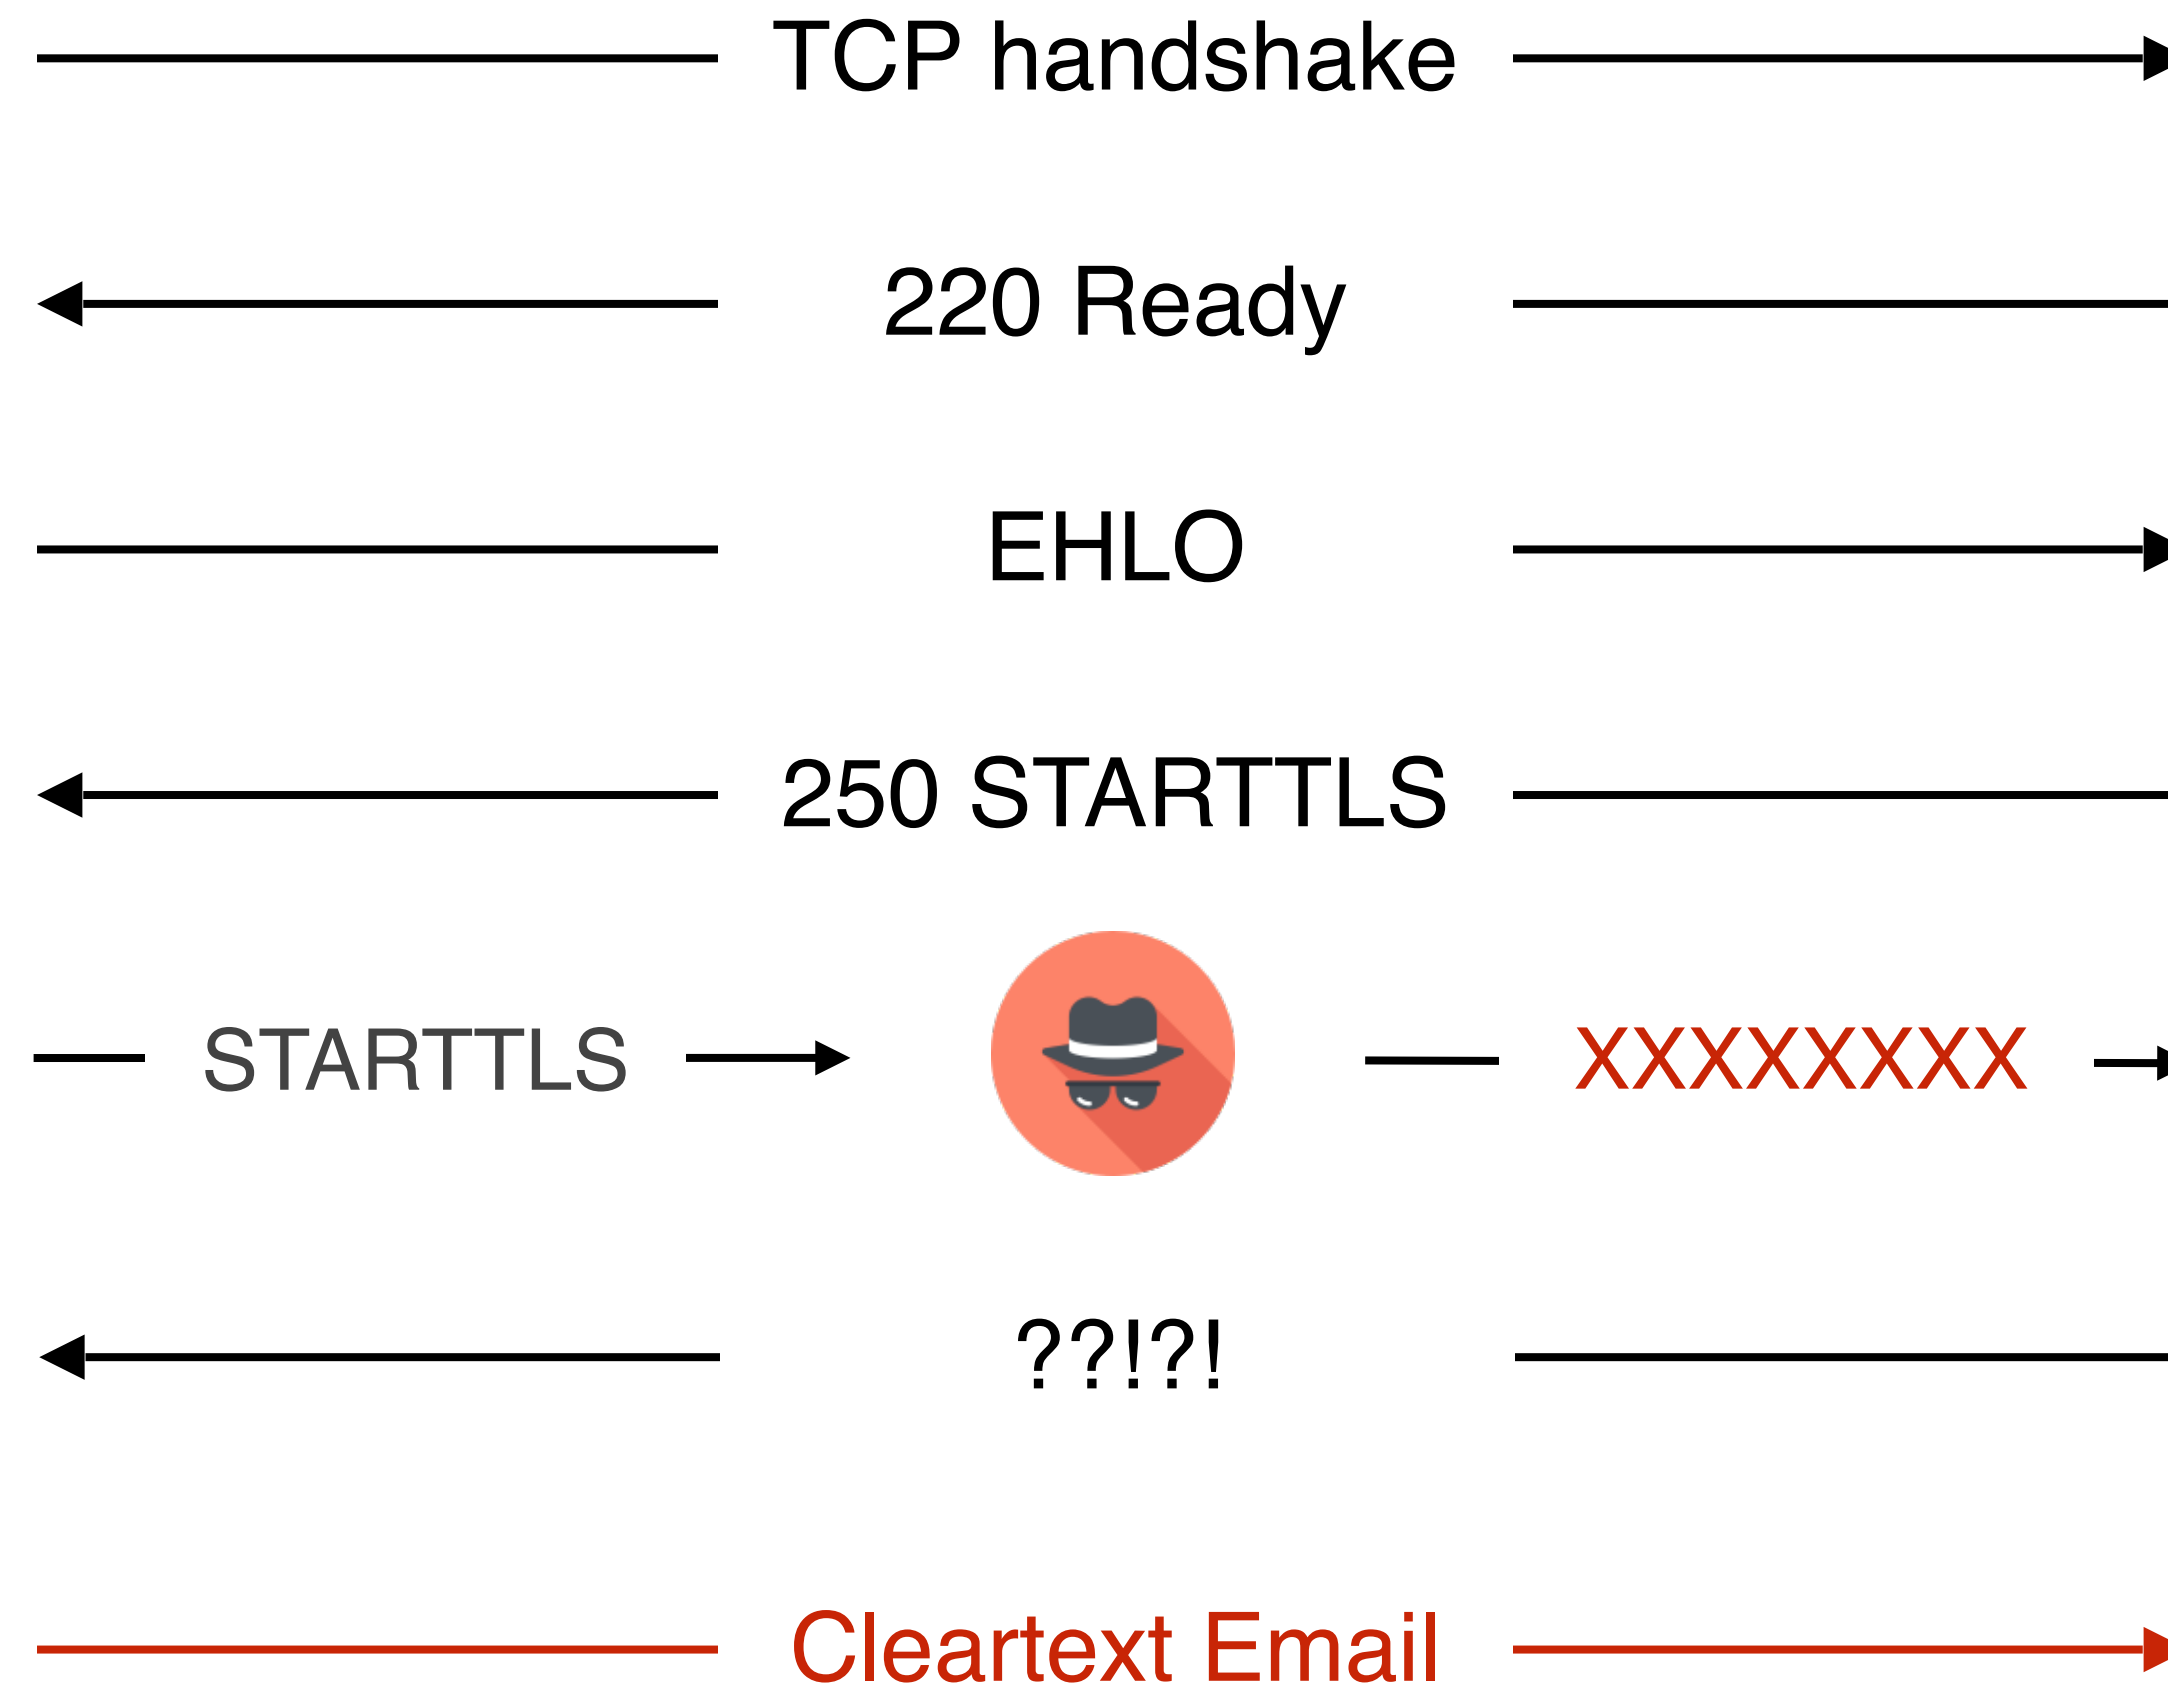 TCP handshake
220 Ready
EHLO
250 STARTTLS
STARTTLS XXXXXXXX
??!?!
Cleartext Email